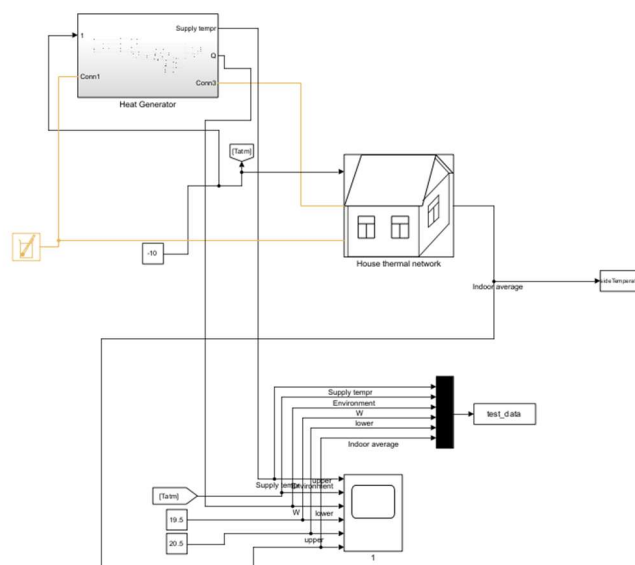 Supply tempr
1
Q
Conn1
Conn3
Heat Generator
[Tatm]
-10
House thermal network
Indoor average
Supply tempr
Environment
W
lower
test_data
Indoor average
upper
Supply tempr
Environment
[Tatm]
W
lower
19.5
20.5
upper
1